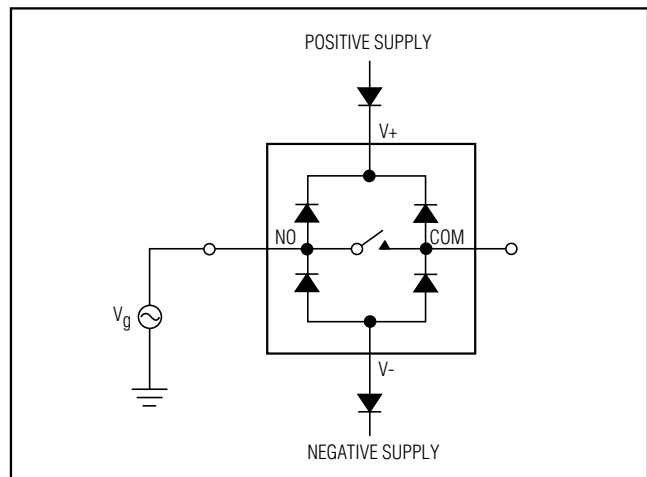 POSITIVE SUPPLY
V+
NO
COM
Vg
V-
NEGATIVE SUPPLY